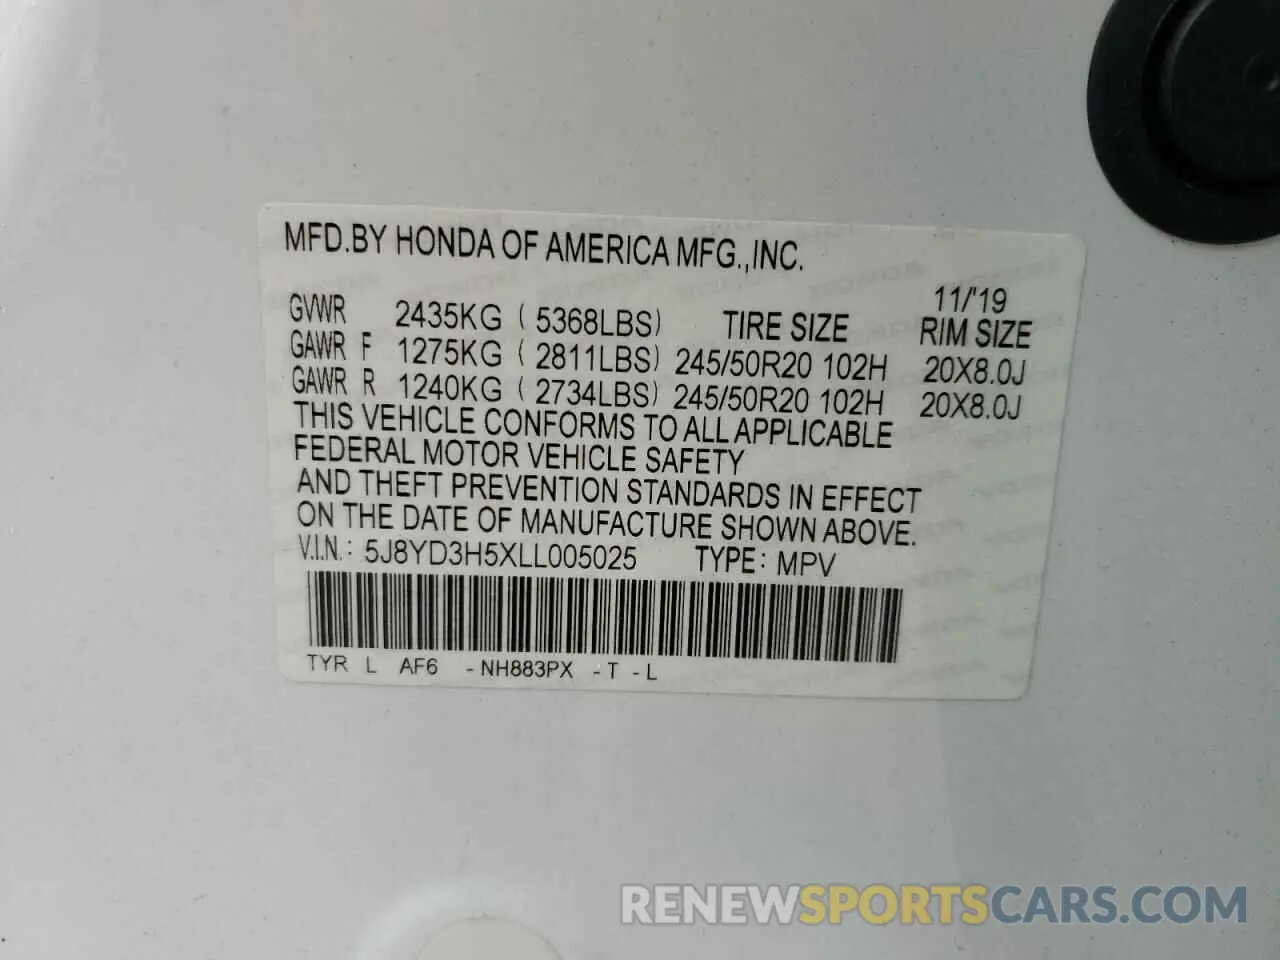 MFD.BY HONDA OF AMERICA MFG.,INC.
11/'19
GVWR 2435KG ( 5368LBS) TIRE SIZE RIM SIZE
GAWR F 1275KG ( 2811LBS) 245/50R20 102H 20X8.0J
GAWR R 1240KG ( 2734LBS) 245/50R20 102H 20X8.0J
THIS VEHICLE CONFORMS TO ALL APPLICABLE
FEDERAL MOTOR VEHICLE SAFETY
AND THEFT PREVENTION STANDARDS IN EFFECT
ON THE DATE OF MANUFACTURE SHOWN ABOVE.
V.I.N.: 5J8YD3H5XLL005025 TYPE: MPV
TYR L AF6 -NH883PX -T -L
RENEWSPORTSCARS.COM